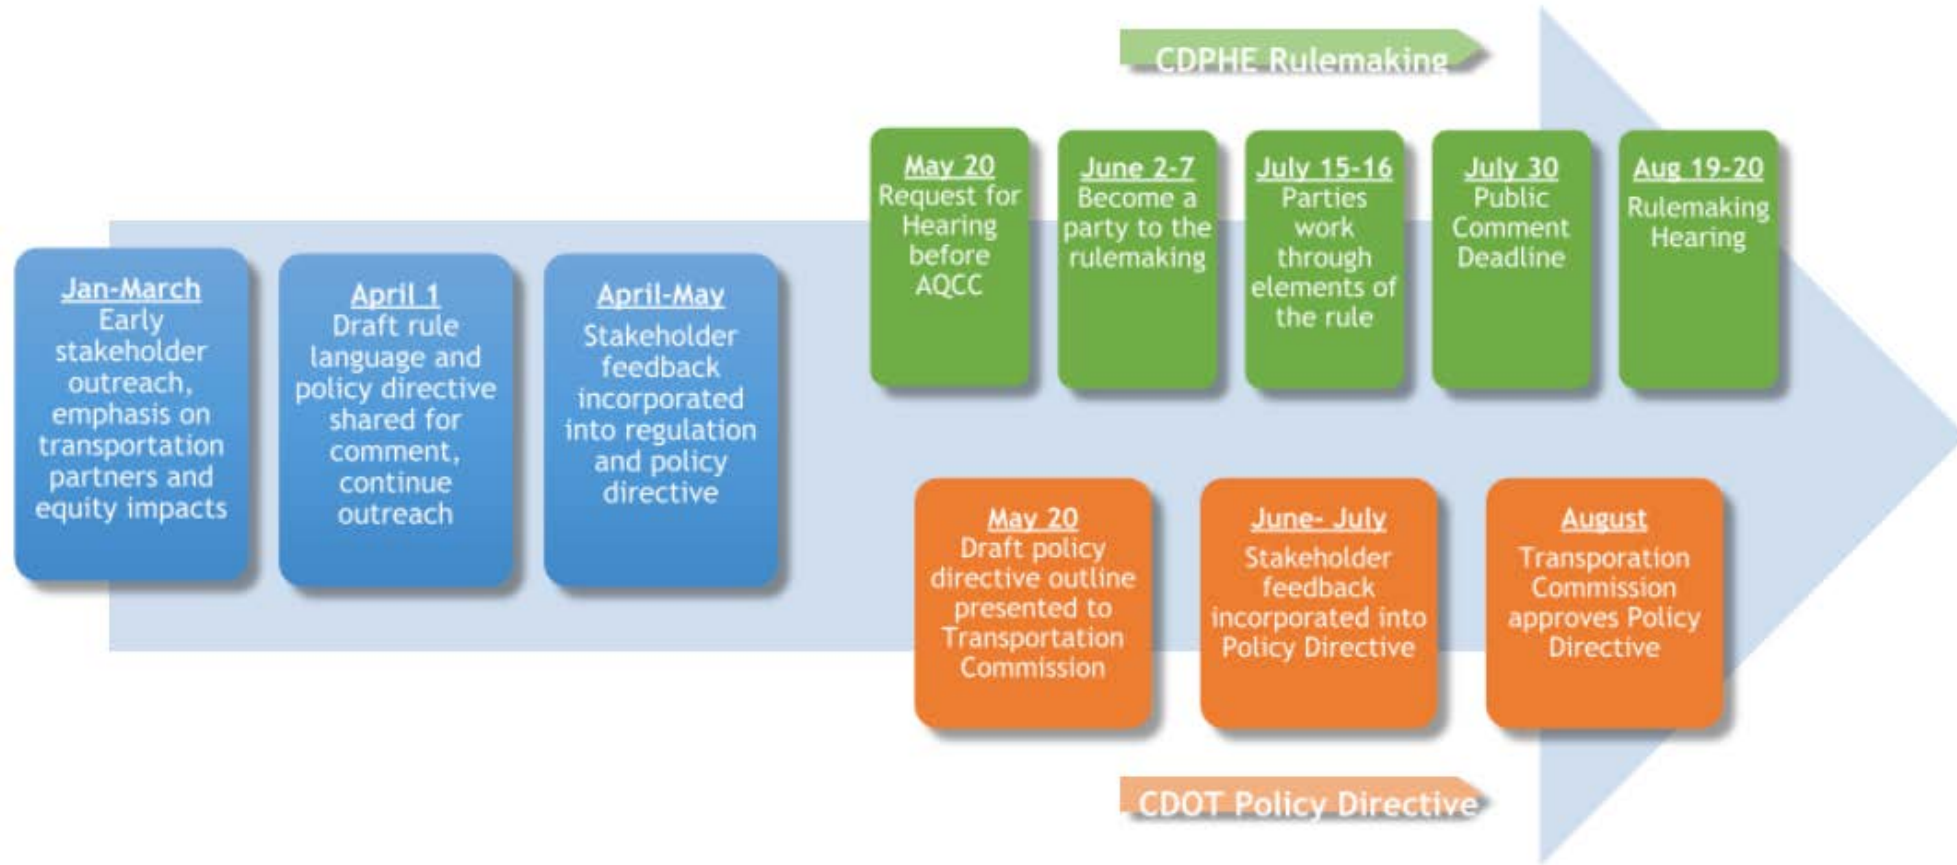 CDPHE Rulemaking
Jan-March
Early
stakeholder
outreach,
emphasis on
transportation
partners and
equity impacts
April 1
Draft rule
language and
policy directive
shared for
comment,
continue
outreach
April-May
Stakeholder
feedback
incorporated
into regulation
and policy
directive
May 20
Request for
Hearing
before
AQCC
June 2-7
Become a
party to the
rulemaking
July 15-16
Parties
work
through
elements of
the rule
July 30
Public
Comment
Deadline
Aug 19-20
Rulemaking
Hearing
May 20
Draft policy
directive outline
presented to
Transportation
Commission
June- July
Stakeholder
feedback
incorporated into
Policy Directive
August
Transporation
Commission
approves Policy
Directive
CDOT Policy Directive